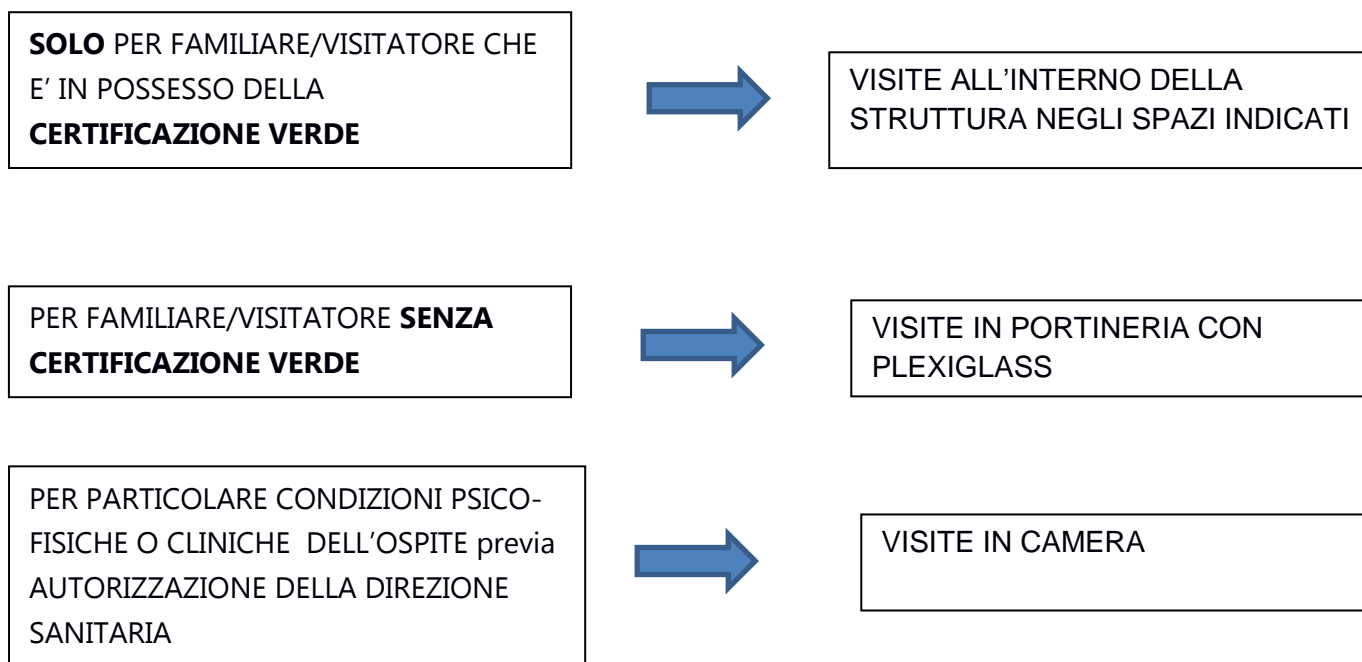 SOLO PER FAMILIARE/VISITATORE CHE
E’ IN POSSESSO DELLA
CERTIFICAZIONE VERDE
VISITE ALL’INTERNO DELLA
STRUTTURA NEGLI SPAZI INDICATI
PER FAMILIARE/VISITATORE SENZA
CERTIFICAZIONE VERDE
VISITE IN PORTINERIA CON
PLEXIGLASS
PER PARTICOLARE CONDIZIONI PSICO-
FISICHE O CLINICHE DELL’OSPITE previa
AUTORIZZAZIONE DELLA DIREZIONE
SANITARIA
VISITE IN CAMERA